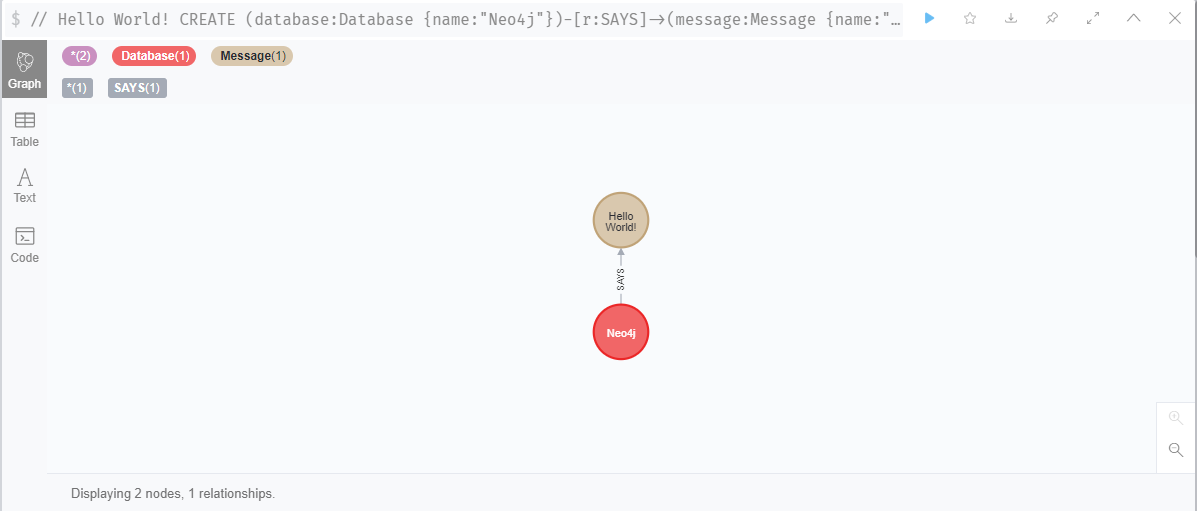 $ // Hello World! CREATE (database:Database {name:"Neo4j"})-[r:SAYS]->(message:Message {name:"…
*(2) Database(1) Message(1)
*(1) SAYS(1)
Graph
Table
Text
Code
Hello
World!
SAYS
Neo4j
Displaying 2 nodes, 1 relationships.